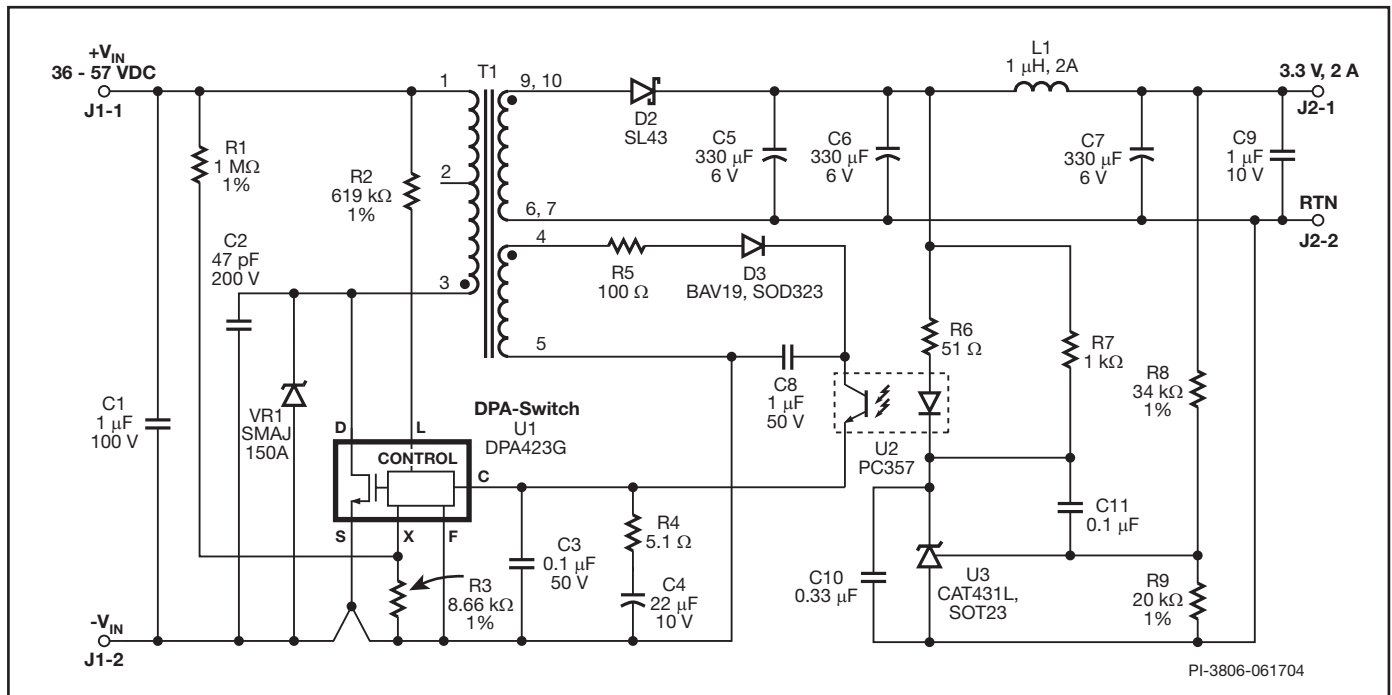 +VIN
36 - 57 VDC
J1-1
R1
1 MΩ
1%
R2
619 kΩ
1%
1
2
3
T1
9, 10
6, 7
4
5
D2
SL43
C5
330 µF
6 V
C6
330 µF
6 V
L1
1 µH, 2A
C7
330 µF
6 V
C9
1 µF
10 V
3.3 V, 2 A
J2-1
RTN
J2-2
C2
47 pF
200 V
R5
100 Ω
D3
BAV19, SOD323
R6
51 Ω
R7
1 kΩ
R8
34 kΩ
1%
C8
1 µF
50 V
U2
PC357
C1
1 µF
100 V
VR1
SMAJ
150A
DPA-Switch
U1
DPA423G
D
L
CONTROL
C
S
X
F
R3
8.66 kΩ
1%
C3
0.1 µF
50 V
R4
5.1 Ω
C4
22 µF
10 V
C11
0.1 µF
C10
0.33 µF
U3
CAT431L,
SOT23
R9
20 kΩ
1%
-VIN
J1-2
PI-3806-061704